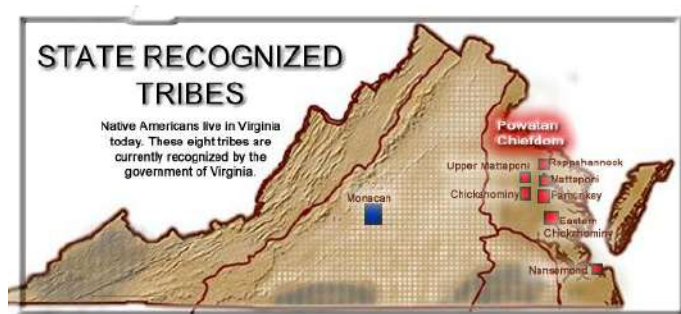 STATE RECOGNIZED
TRIBES
Native Americans live in Virginia
today. These eight tribes are
currently recognized by the
government of Virginia.
Powatan
Chiefdom
Upper Mattaponi
Rappahannock
Mattaponi
Chickahominy
Pamunkey
Monacan
Eastern
Chickahominy
Nansemond